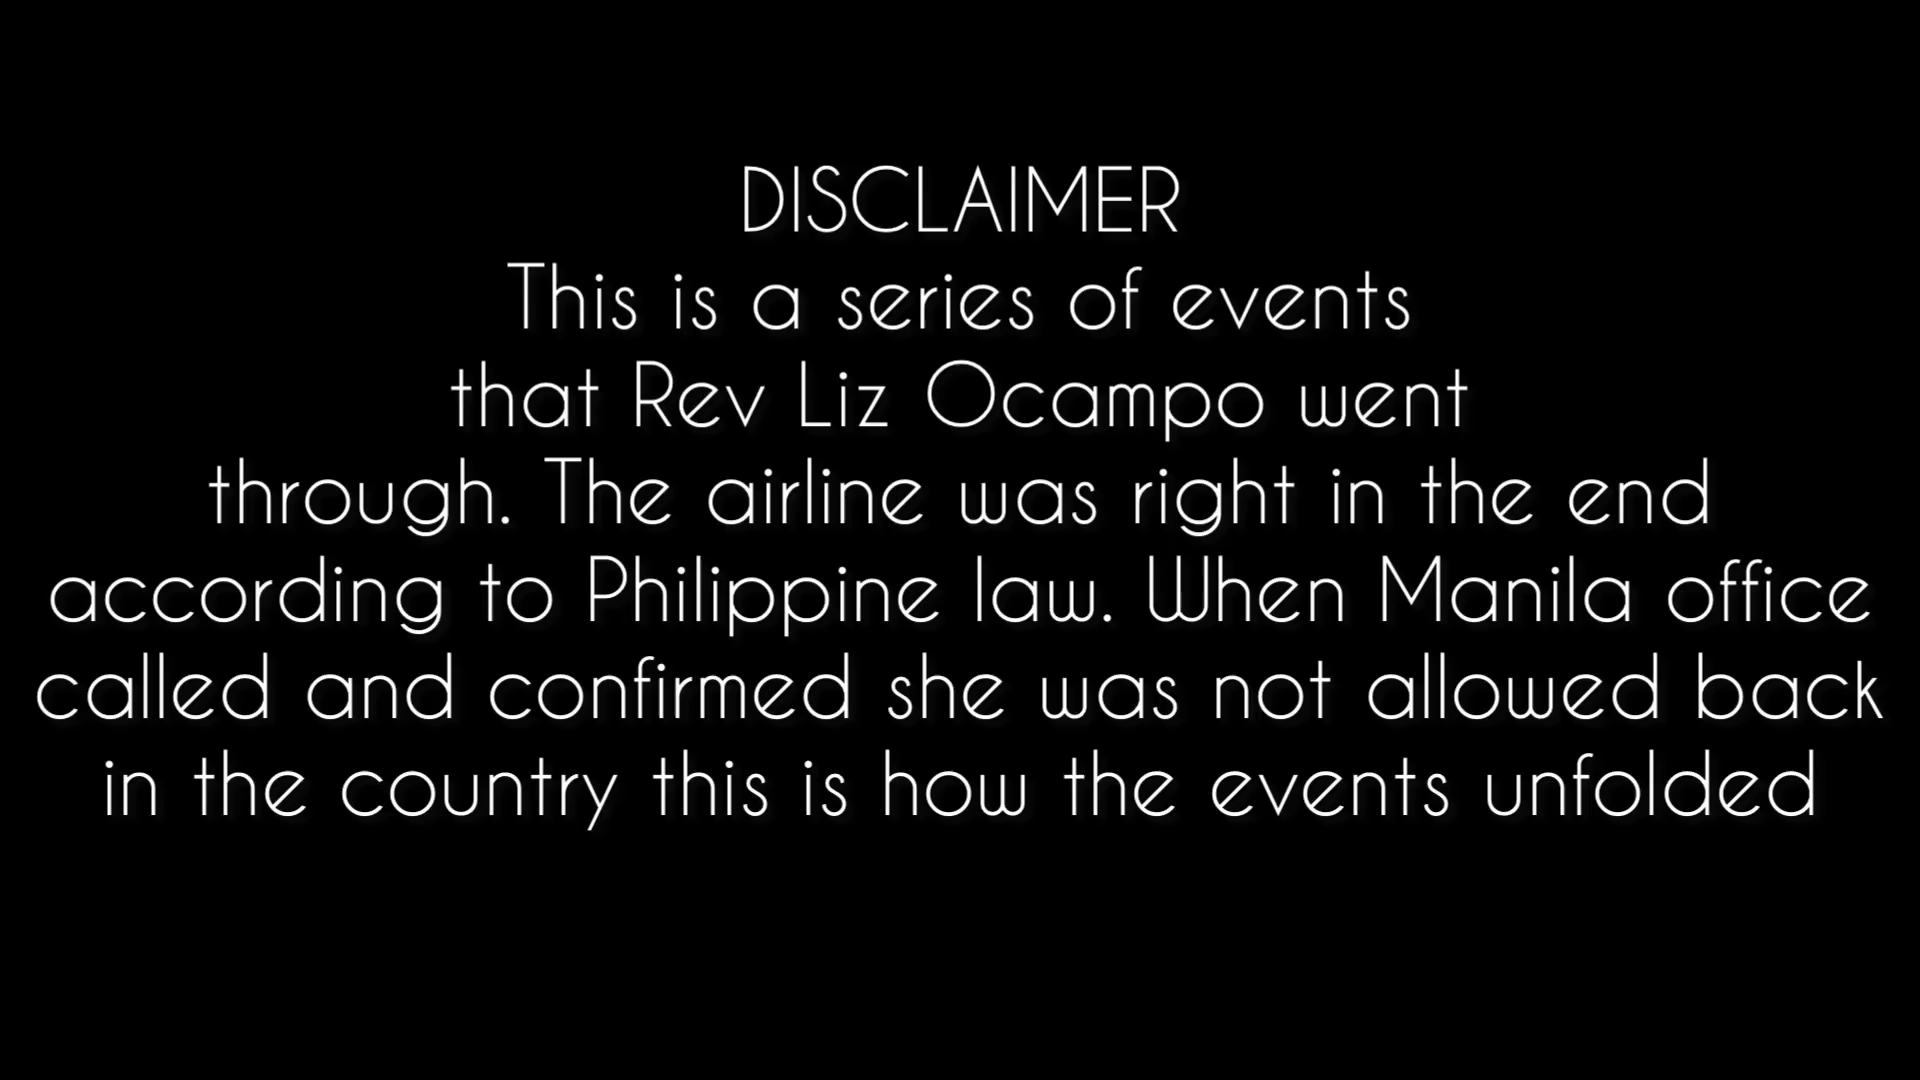 DISCLAIMER
This is a series of events
that Rev Liz Ocampo went
through. The airline was right in the end
according to Philippine law. When Manila office
called and confirmed she was not allowed back
in the country this is how the events unfolded